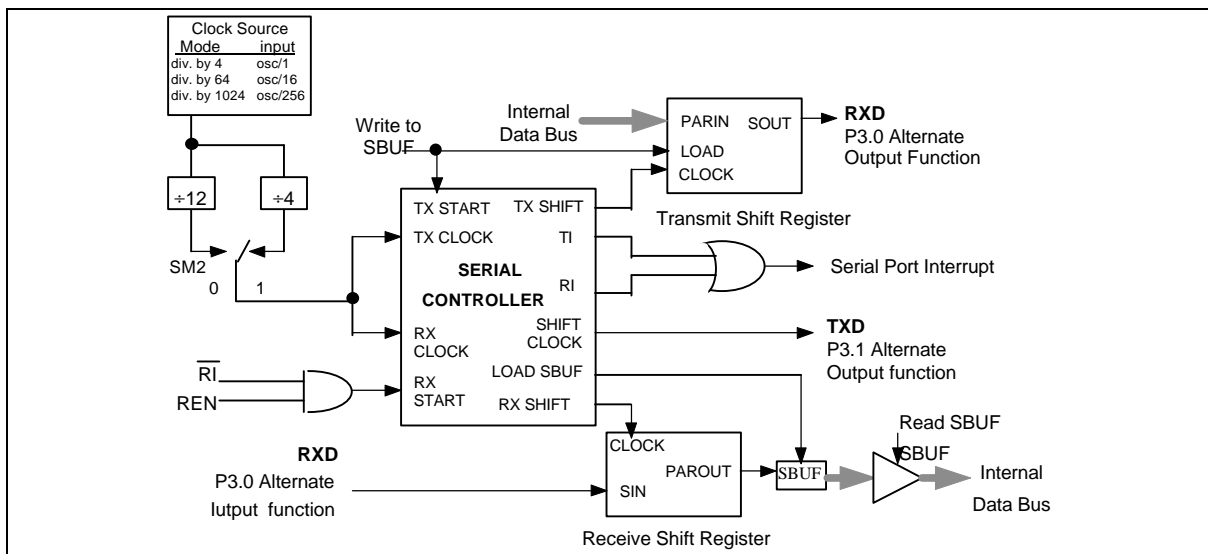 Clock Source
Mode input
div. by 4 osc/1
div. by 64 osc/16
div. by 1024 osc/256
÷12
÷4
SM2
0 1
Write to
SBUF
Internal
Data Bus
PARIN
SOUT
LOAD
CLOCK
RXD
P3.0 Alternate
Output Function
Transmit Shift Register
TX START
TX SHIFT
TX CLOCK
TI
SERIAL
CONTROLLER
RI
RX
CLOCK
SHIFT
CLOCK
LOAD SBUF
RX
START
RX SHIFT
Serial Port Interrupt
TXD
P3.1 Alternate
Output function
RI
REN
RXD
P3.0 Alternate
Iutput function
CLOCK
PAROUT
SIN
Receive Shift Register
SBUF
Read SBUF
SBUF
Internal
Data Bus